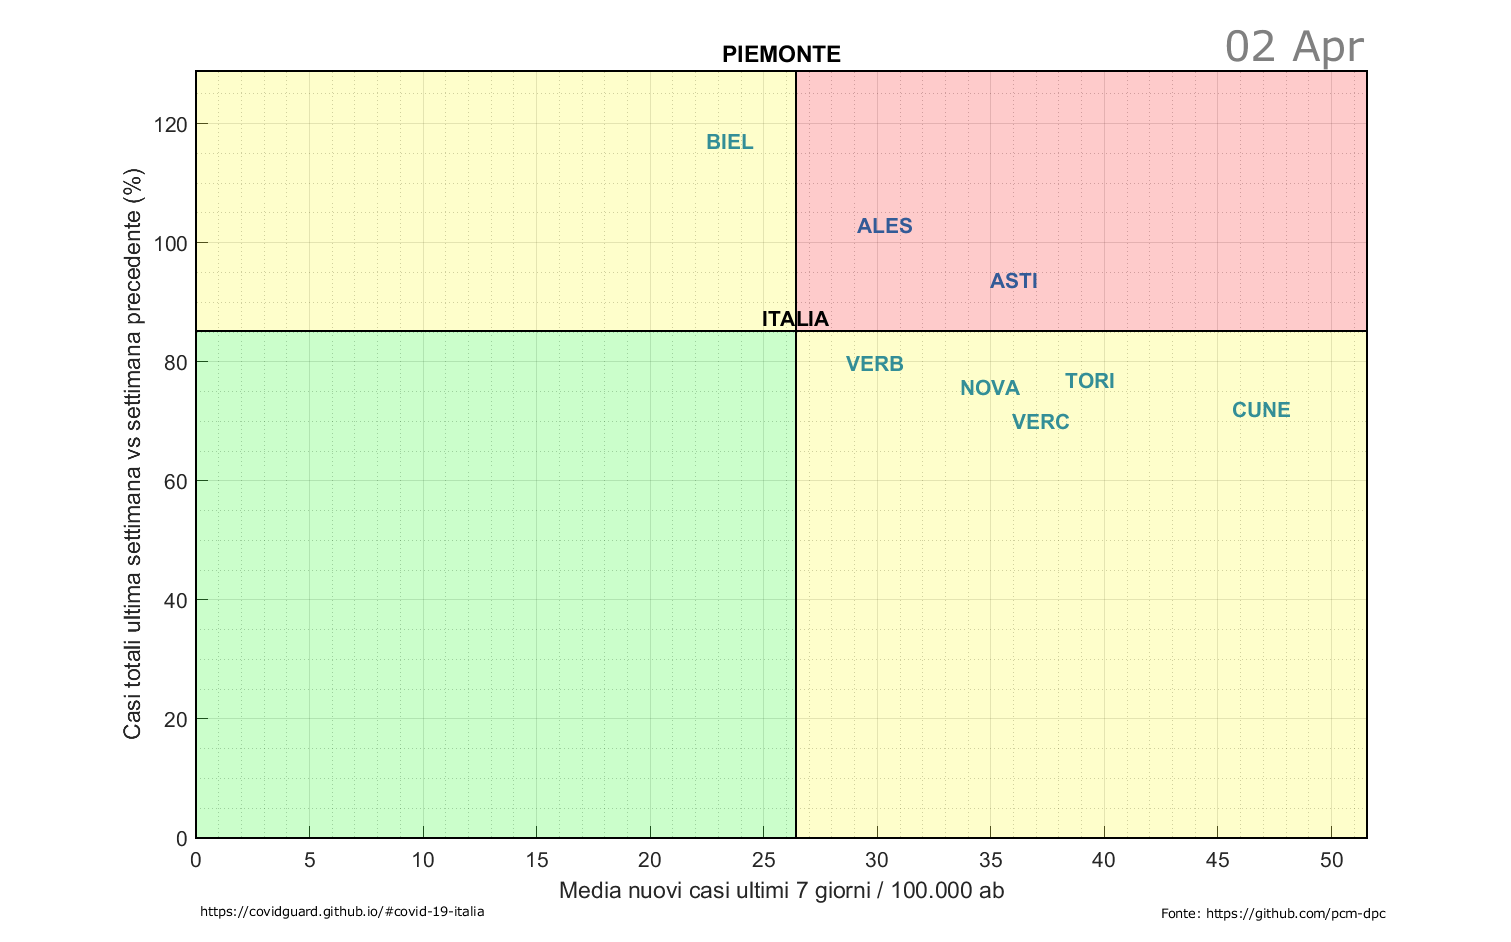 02 Apr
PIEMONTE
Casi totali ultima settimana vs settimana precedente (%)
120
100
80
60
40
20
0
BIEL
ALES
ASTI
ITALIA
VERB
NOVA
TORI
VERC
CUNE
0 5 10 15 20 25 30 35 40 45 50
Media nuovi casi ultimi 7 giorni / 100.000 ab
https://covidguard.github.io/#covid-19-italia
Fonte: https://github.com/pcm-dpc